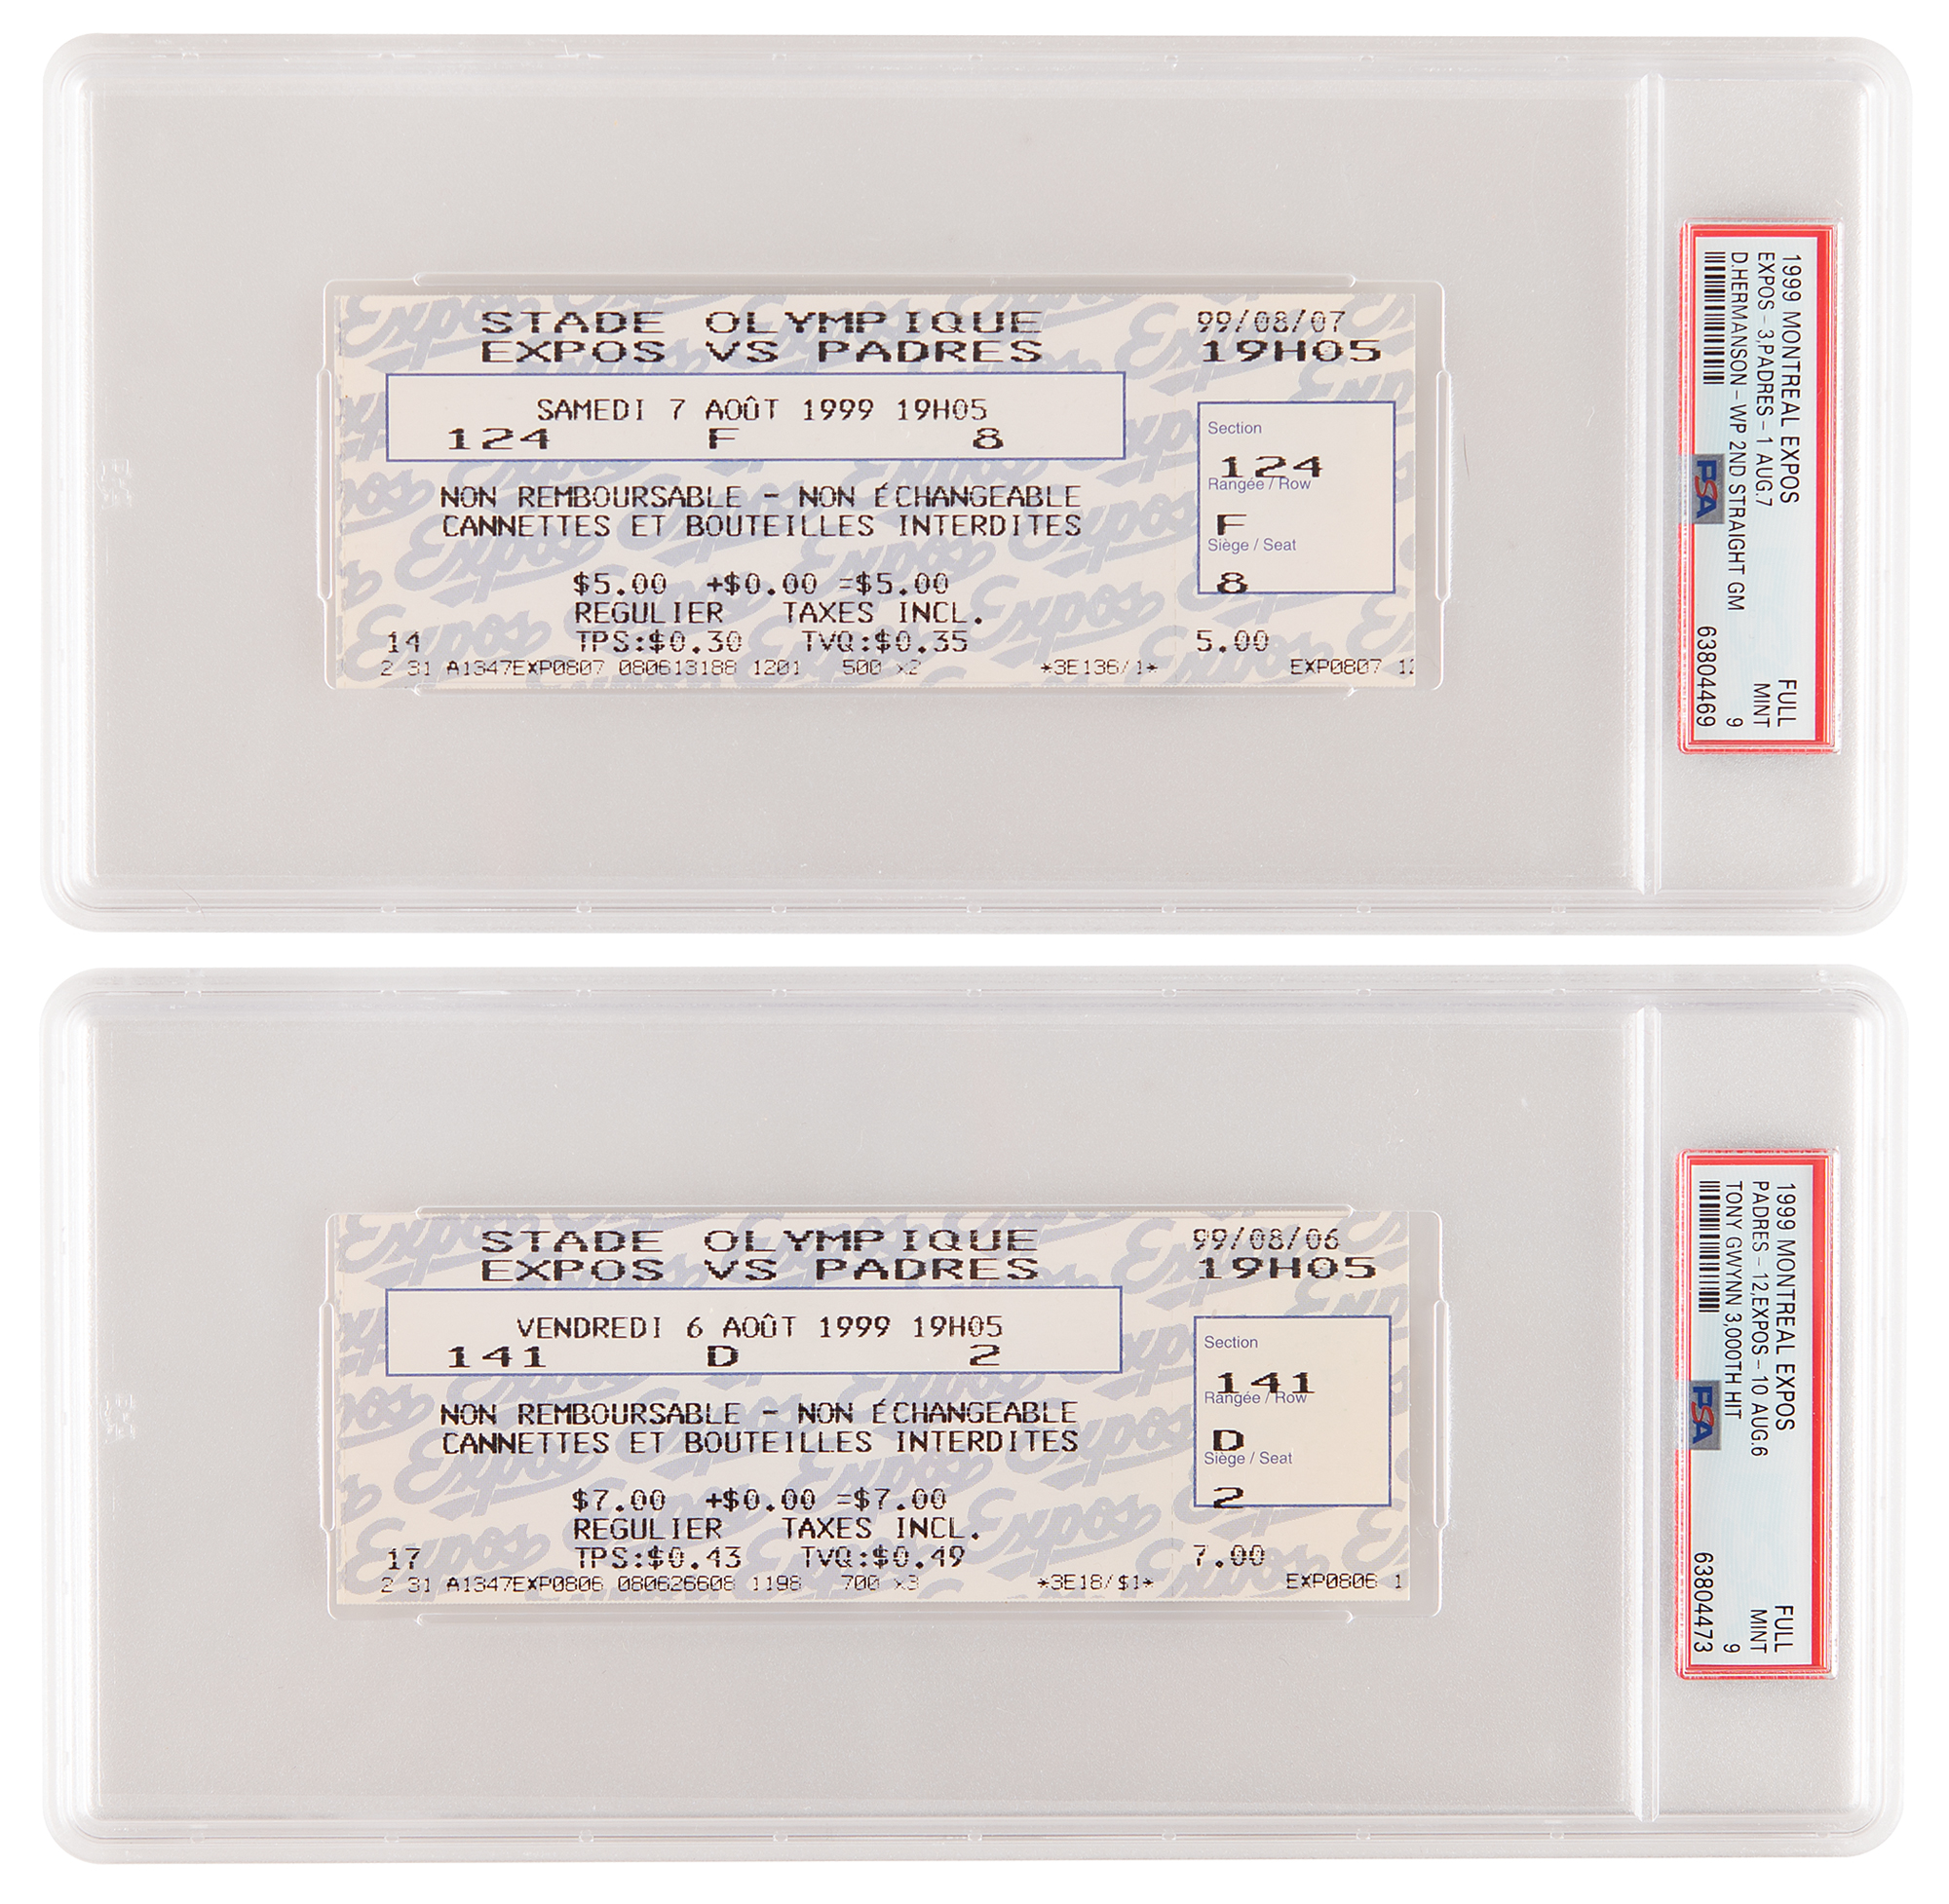 STADE OLYMPIQUE
EXPOS VS PADRES
SAMEDI 7 AOÛT 1999 19H05
124 F 8
NON REMBOURSABLE - NON ÉCHANGEABLE
CANNETTES ET BOUTEILLES INTERDITES
$5.00 +$0.00 =$5.00
REGULIER TAXES INCL.
14 TPS:$0.30 TVQ:$0.35
2 31 A1347EXP0807 080613188 1201 500 x2 *3E136/1*
99/08/07
19H05
Section
124
Rangée / Row
F
Siège / Seat
8
5.00
EXP0807
1999 MONTREAL EXPOS FULL
EXPOS - 3,PADRES - 1 AUG.7 MINT
D.HERMANSON - WP 2ND STRAIGHT GM 9
PSA 63804469
STADE OLYMPIQUE
EXPOS VS PADRES
VENDREDI 6 AOÛT 1999 19H05
141 D 2
NON REMBOURSABLE - NON ÉCHANGEABLE
CANNETTES ET BOUTEILLES INTERDITES
$7.00 +$0.00 =$7.00
REGULIER TAXES INCL.
17 TPS:$0.43 TVQ:$0.49
2 31 A1347EXP0806 080626608 1198 700 x3 *3E18/$1*
99/08/06
19H05
Section
141
Rangée / Row
D
Siège / Seat
2
7.00
EXP0806 1
1999 MONTREAL EXPOS FULL
PADRES - 12,EXPOS - 10 AUG.6 MINT
TONY GWYNN 3,000TH HIT 9
PSA 63804473